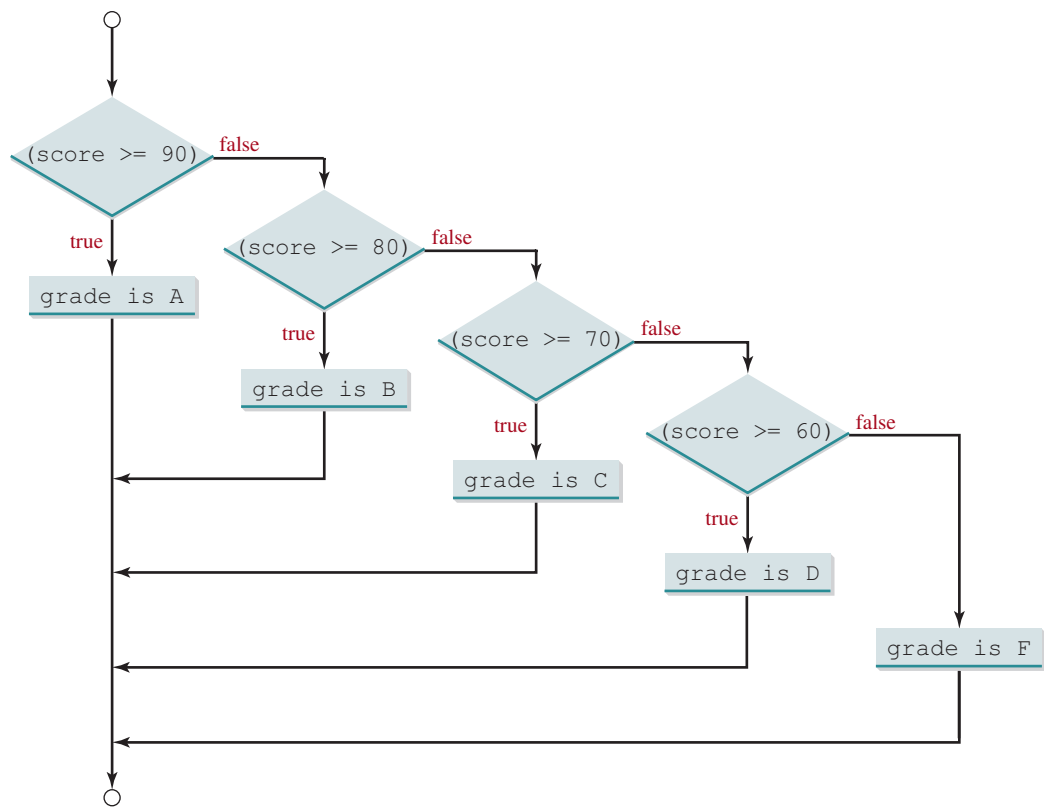 false
(score >= 90)
true
false
(score >= 80)
grade is A
true
false
(score >= 70)
grade is B
true
false
(score >= 60)
grade is C
true
grade is D
grade is F